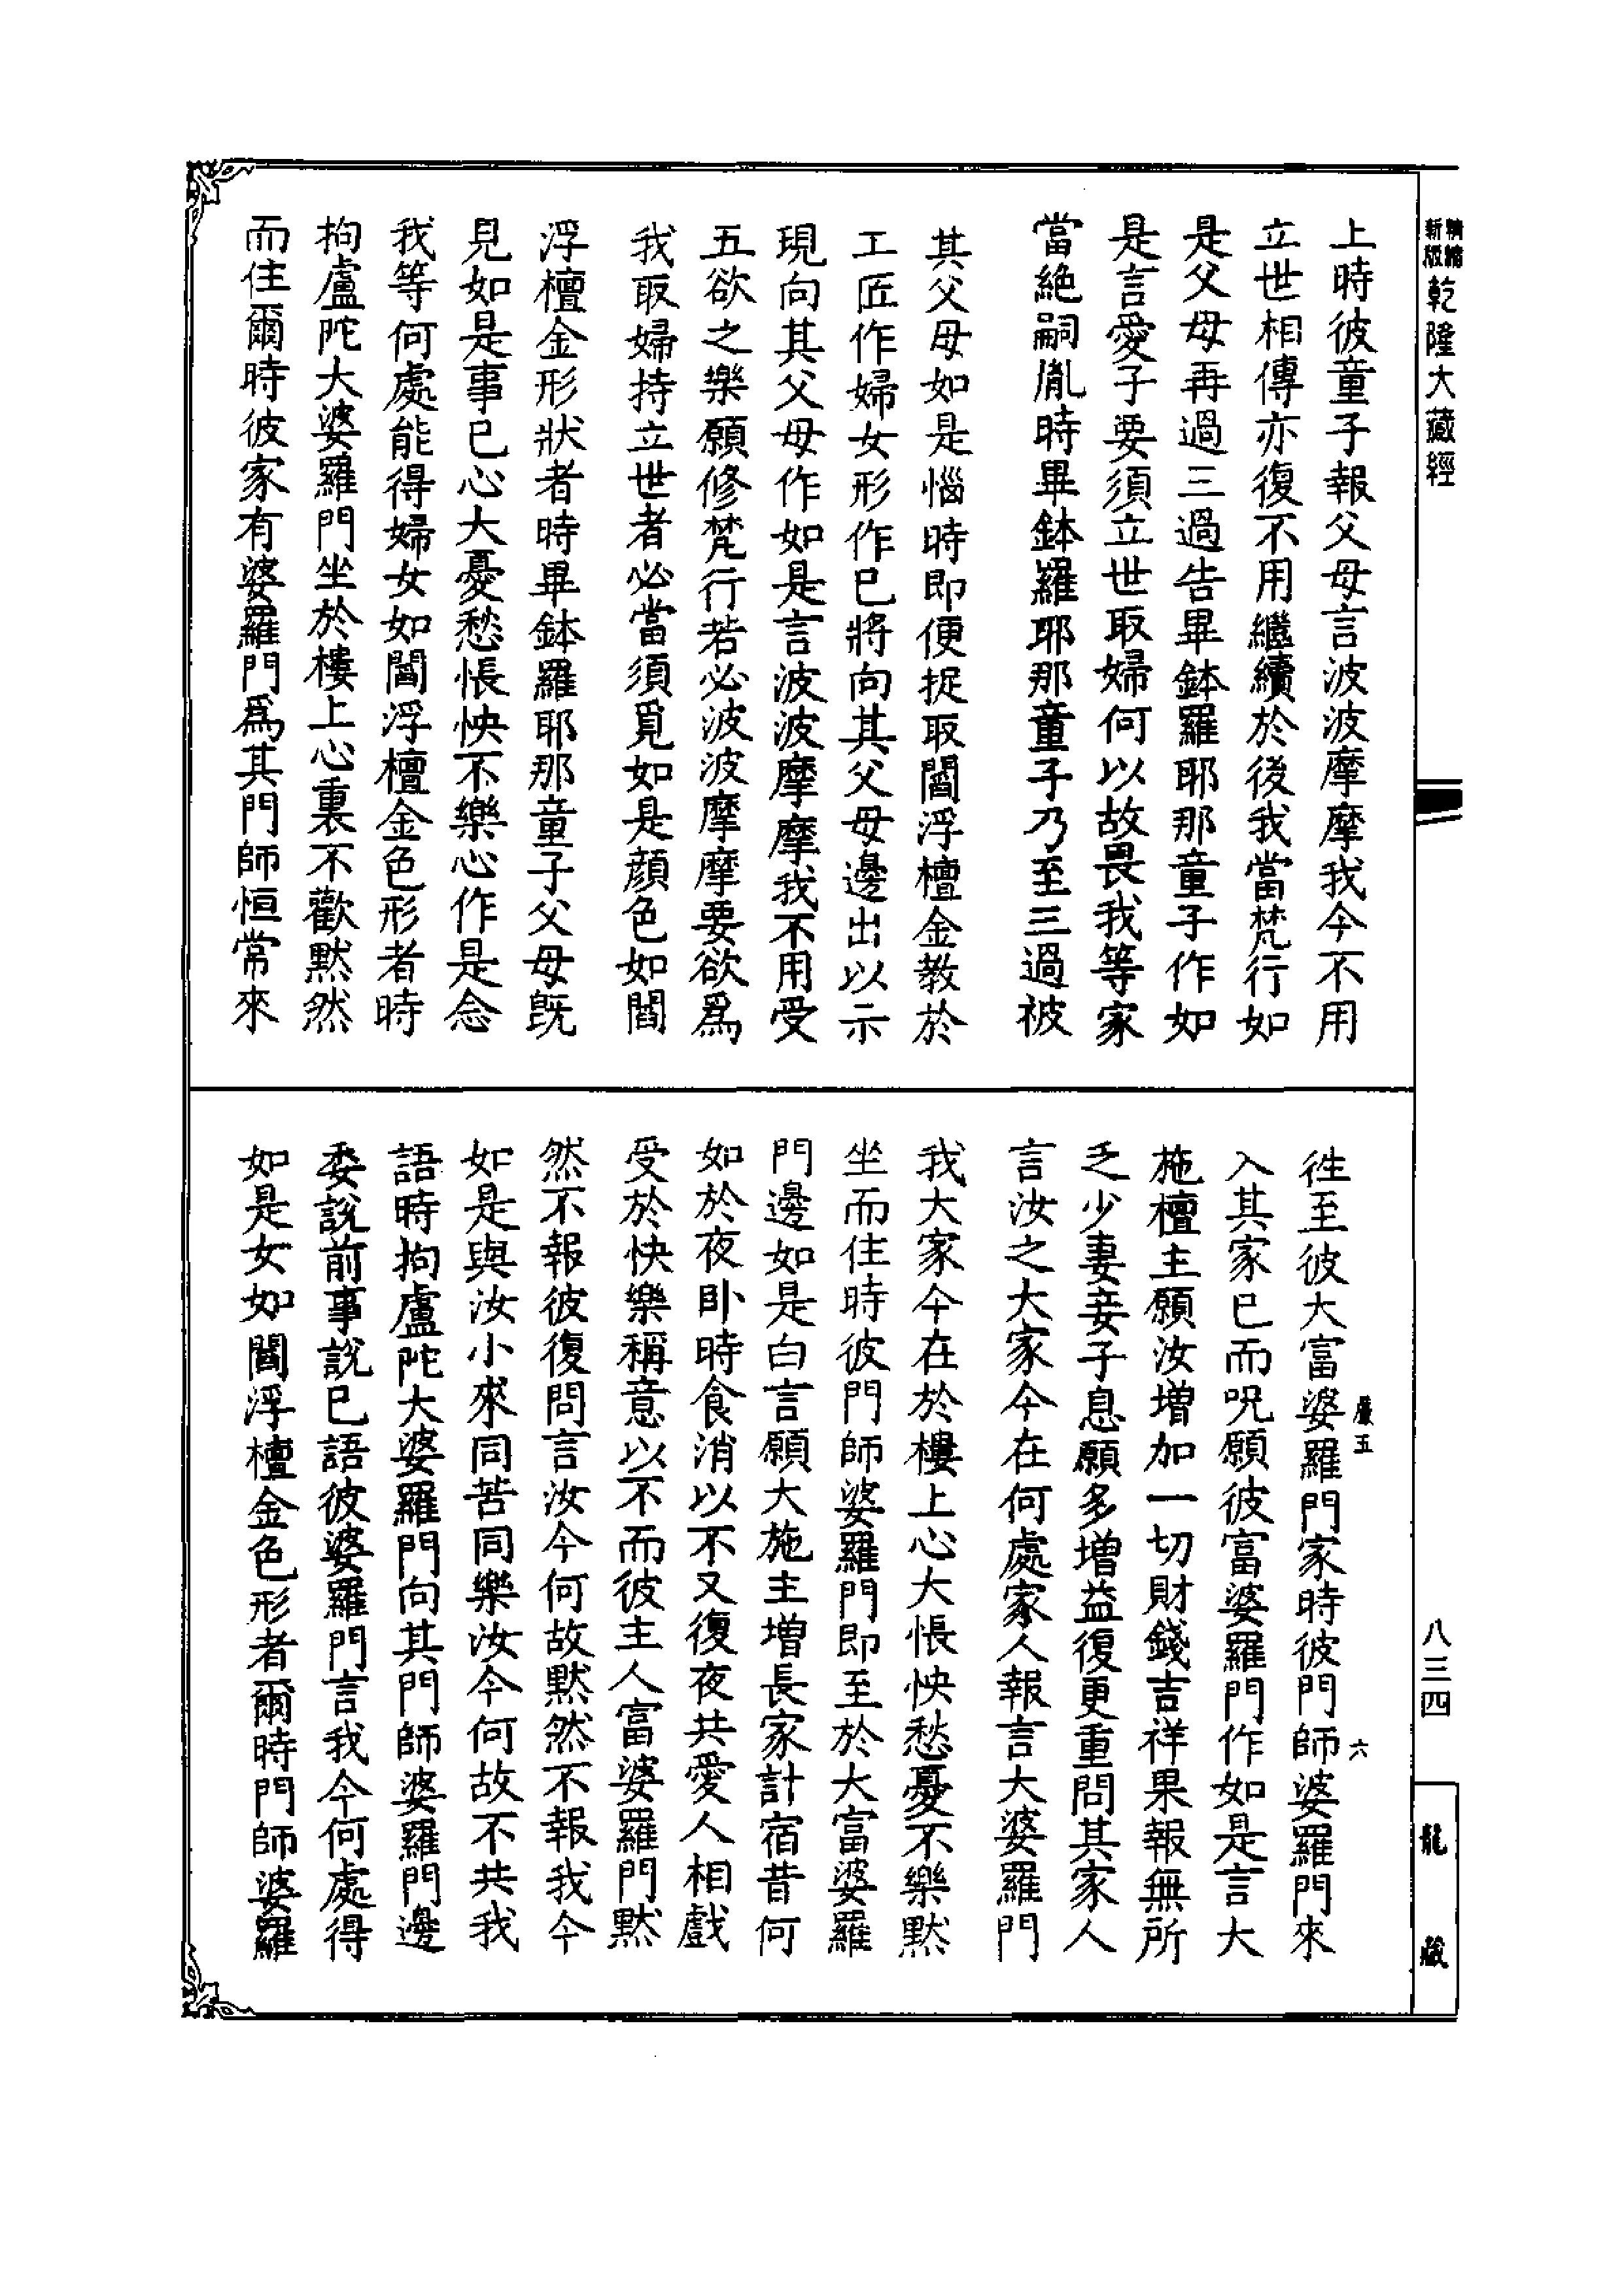 精縮
新版
乾隆大藏經
八三四
龍藏
上時彼童子報父母言波波摩摩我今不用
立世相傳亦復不用繼續於後我當梵行如
是父母再過三過告畢鉢羅耶那童子作如
是言愛子要須立世取婦何以故畏我等家
當絶嗣胤時畢鉢羅耶那童子乃至三過被
其父母如是惱時即便捉取閻浮檀金教於
工匠作婦女形作已將向其父母邊出以示
現向其父母作如是言波波摩摩我不用受
五欲之樂願修梵行若必波波摩摩要欲爲
我取婦持立世者必當須覓如是顔色如閻
浮檀金形狀者時畢鉢羅耶那童子父母既
見如是事已心大憂愁悵怏不樂心作是念
我等何處能得婦女如閻浮檀金色形者時
拘盧陀大婆羅門坐於樓上心裏不歡默然
而住爾時彼家有婆羅門爲其門師恒常來
徃至彼大富婆羅門家時彼門師婆羅門來
入其家已而呪願彼富婆羅門作如是言大
施檀主願汝增加一切財錢吉祥果報無所
乏少妻妾子息願多增益復更重問其家人
言汝之大家今在何處家人報言大婆羅門
我大家今在於樓上心大悵怏愁憂不樂默
坐而住時彼門師婆羅門即至於大富婆羅
門邊如是白言願大施主增長家計宿昔何
如於夜卧時食消以不又復夜共愛人相戲
受於快樂稱意以不而彼主人富婆羅門默
然不報彼復問言汝今何故默然不報我今
如是與汝小來同苦同樂汝今何故不共我
語時拘盧陀大婆羅門向其門師婆羅門邊
委説前事説已語彼婆羅門言我今何處得
如是女如閻浮檀金色形者爾時門師婆羅
嚴五
六